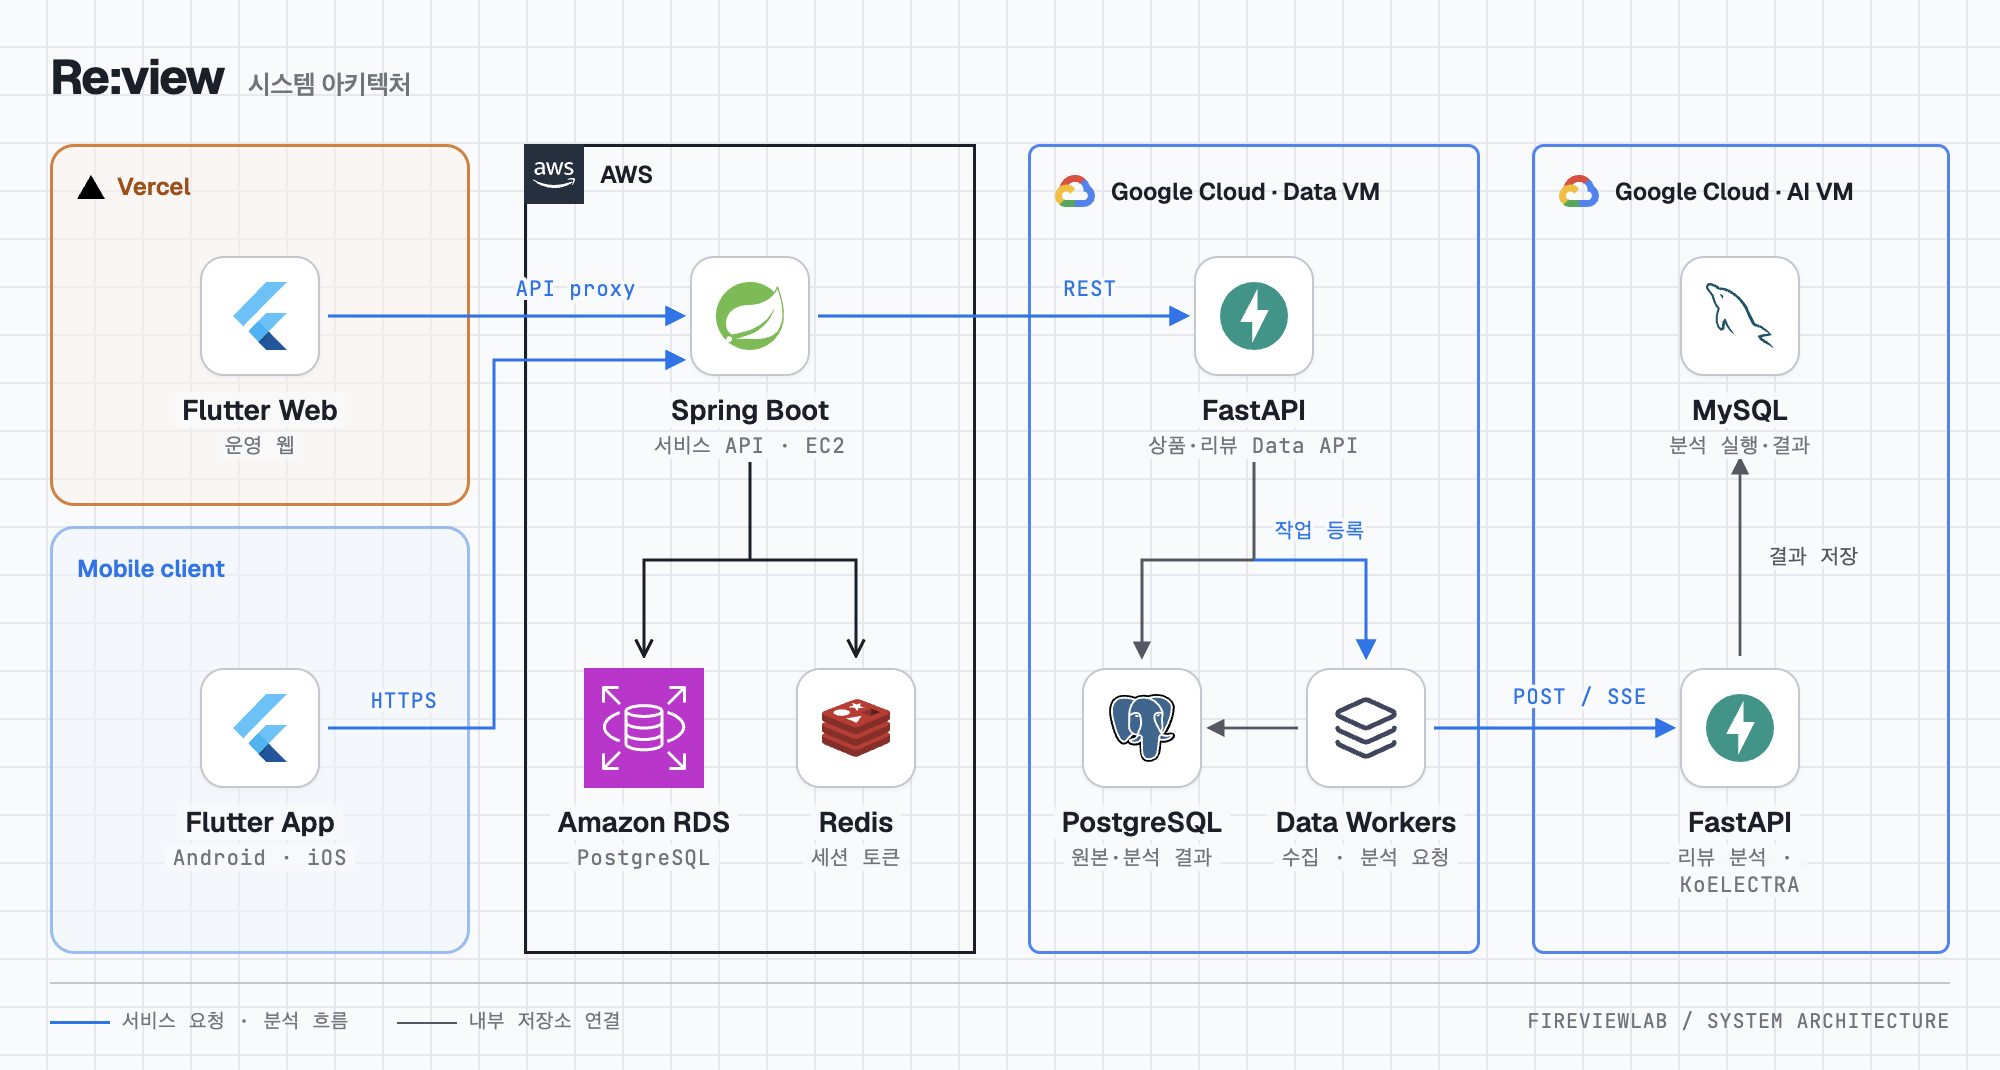 Re:view 시스템 아키텍처
Vercel
Flutter Web
운영 웹
Mobile client
Flutter App
Android · iOS
HTTPS
API proxy
aws
AWS
Spring Boot
서비스 API · EC2
Amazon RDS
PostgreSQL
Redis
세션 토큰
REST
Google Cloud · Data VM
FastAPI
상품·리뷰 Data API
작업 등록
PostgreSQL
원본·분석 결과
Data Workers
수집 · 분석 요청
POST / SSE
Google Cloud · AI VM
MySQL
분석 실행·결과
결과 저장
FastAPI
리뷰 분석 ·
KoELECTRA
서비스 요청 · 분석 흐름
내부 저장소 연결
FIREVIEWLAB / SYSTEM ARCHITECTURE